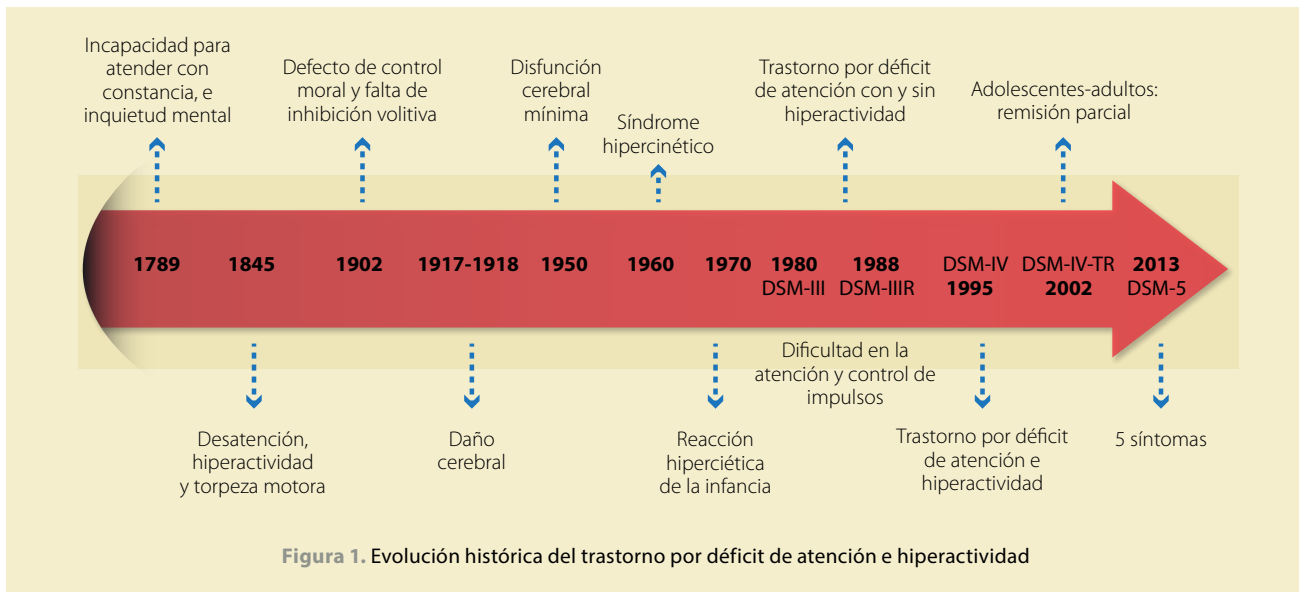 Incapacidad para
atender con
constancia, e
inquietud mental
Defecto de control
moral y falta de
inhibición volitiva
Disfunción
cerebral
mínima
Síndrome
hipercinético
Trastorno por déficit
de atención con y sin
hiperactividad
Adolescentes-adultos:
remisión parcial
1789
1845
1902
1917-1918
1950
1960
1970
1980
DSM-III
1988
DSM-IIIR
DSM-IV
1995
DSM-IV-TR
2002
2013
DSM-5
Desatención,
hiperactividad
y torpeza motora
Daño
cerebral
Reacción
hiperciética
de la infancia
Dificultad en la
atención y control de
impulsos
Trastorno por déficit
de atención e
hiperactividad
5 síntomas
Figura 1. Evolución histórica del trastorno por déficit de atención e hiperactividad